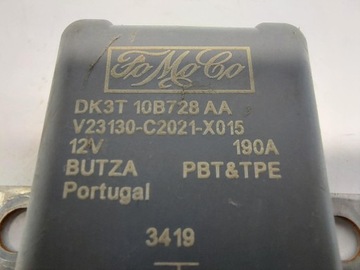 FoMoCo
DK3T 10B728 AA
V23130-C2021-X015
12V 190A
BUTZA PBT&TPE
Portugal
3419